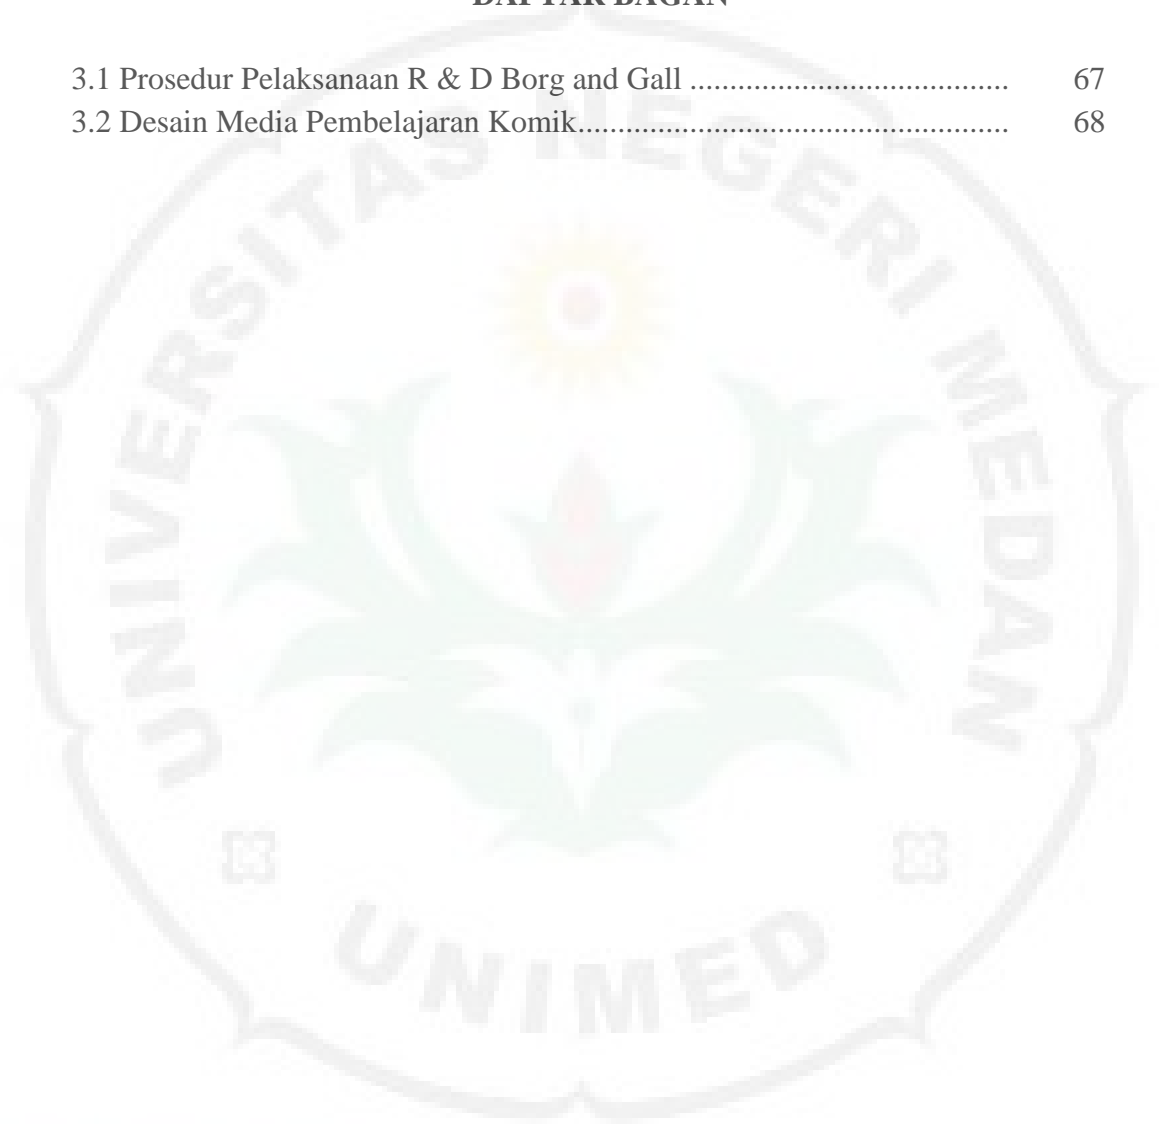 DAFTAR BAGAN
3.1 Prosedur Pelaksanaan R & D Borg and Gall ...................................... 67
3.2 Desain Media Pembelajaran Komik.................................................. 68
UNIVERSITAS NEGERI MEDAN
UNIMED